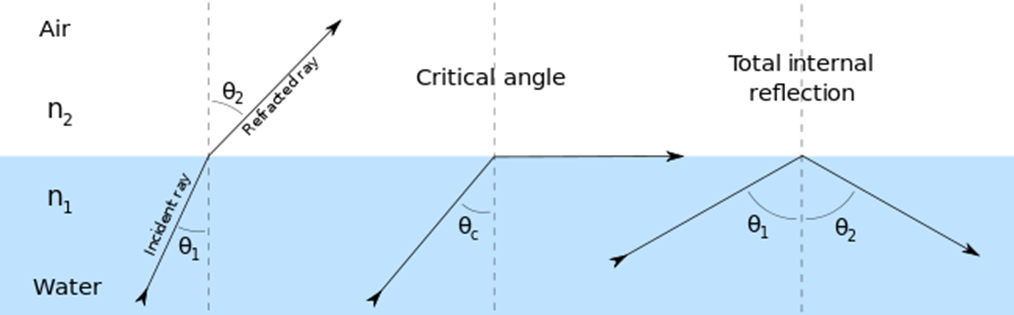 Air
n₂
n₁
Water
θ₂
Refracted ray
Incident ray
θ₁
Critical angle
θc
Total internal
reflection
θ₁
θ₂